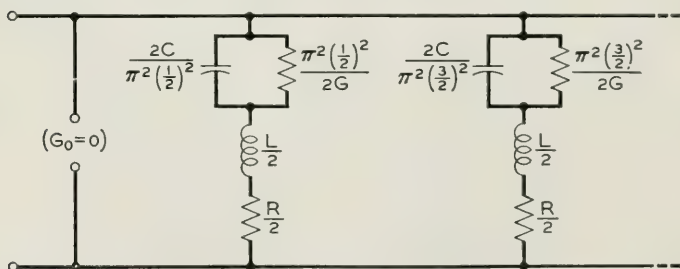 2C / π²(1/2)²
π²(1/2)² / 2G
2C / π²(3/2)²
π²(3/2)² / 2G
(G₀=0)
L/2
L/2
R/2
R/2